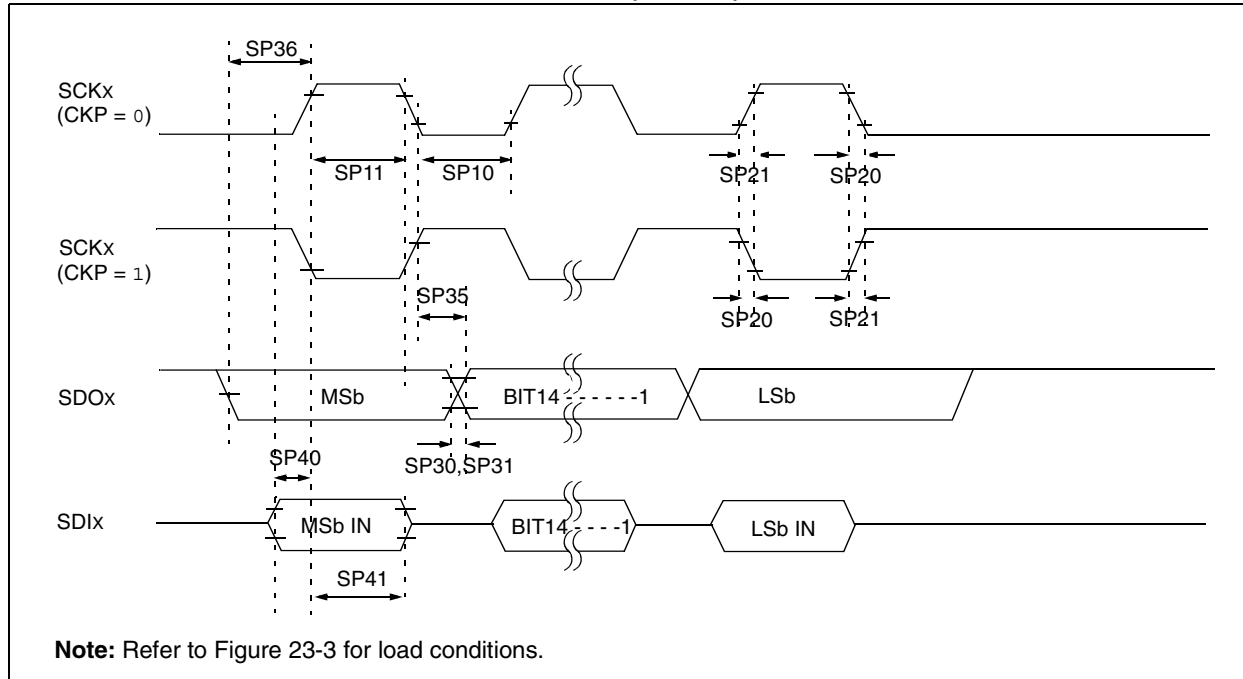 SP36
SCKx
(CKP = 0)
SP11
SP10
SP21
SP20
SCKx
(CKP = 1)
SP35
SP20
SP21
SDOx
MSb
BIT14 - - - - - -1
LSb
SP40
SP30,SP31
SDIx
MSb IN
BIT14 - - - -1
LSb IN
SP41
Note: Refer to Figure 23-3 for load conditions.